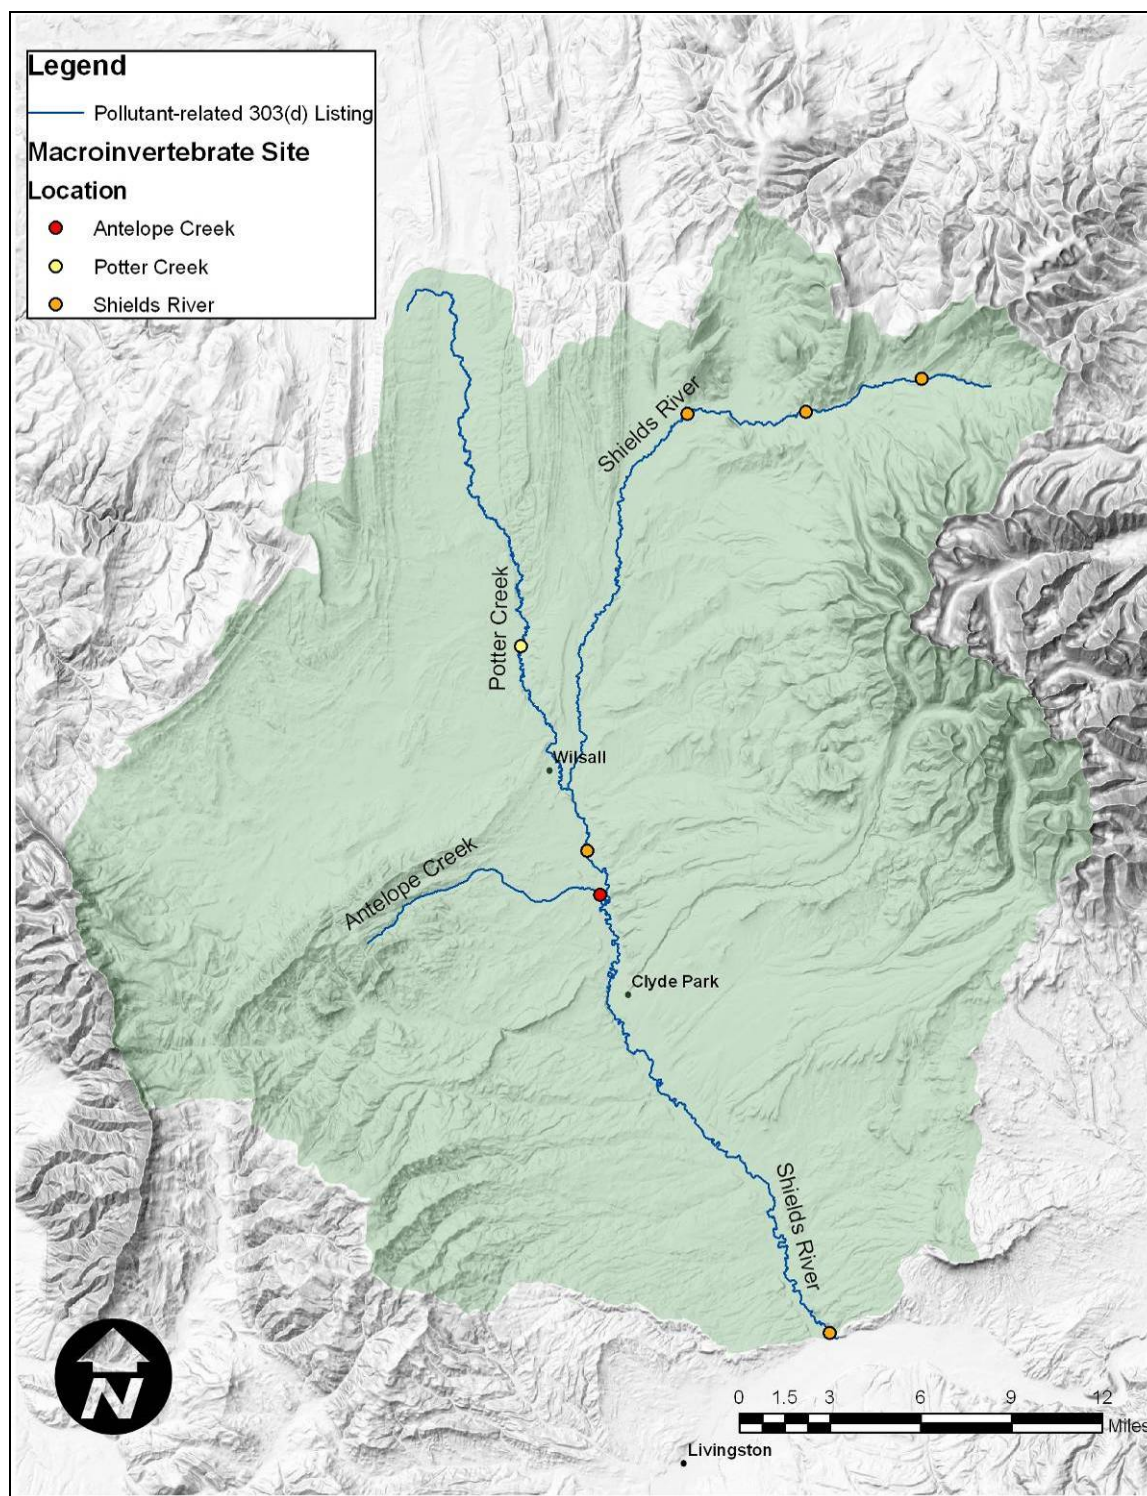 Legend
Pollutant-related 303(d) Listing
Macroinvertebrate Site
Location
Antelope Creek
Potter Creek
Shields River
Shields River
Potter Creek
Wilsall
Antelope Creek
Clyde Park
Shields River
N
0 1.5 3 6 9 12
Miles
Livingston